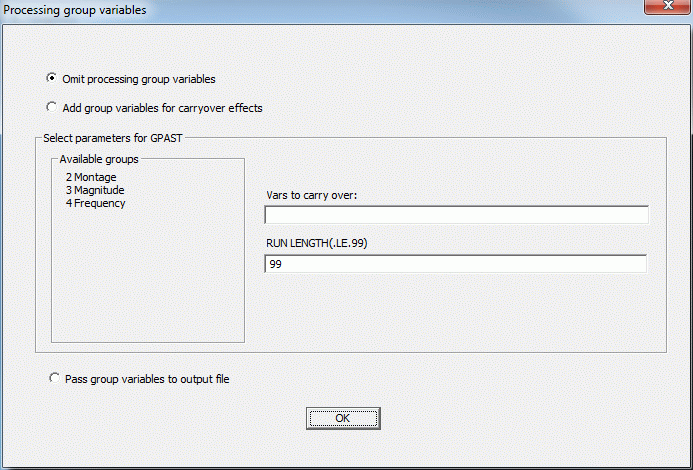 Processing group variables
Omit processing group variables
Add group variables for carryover effects
Select parameters for GPAST
Available groups
2 Montage
3 Magnitude
4 Frequency
Vars to carry over:
RUN LENGTH(.LE.99)
99
Pass group variables to output file
OK